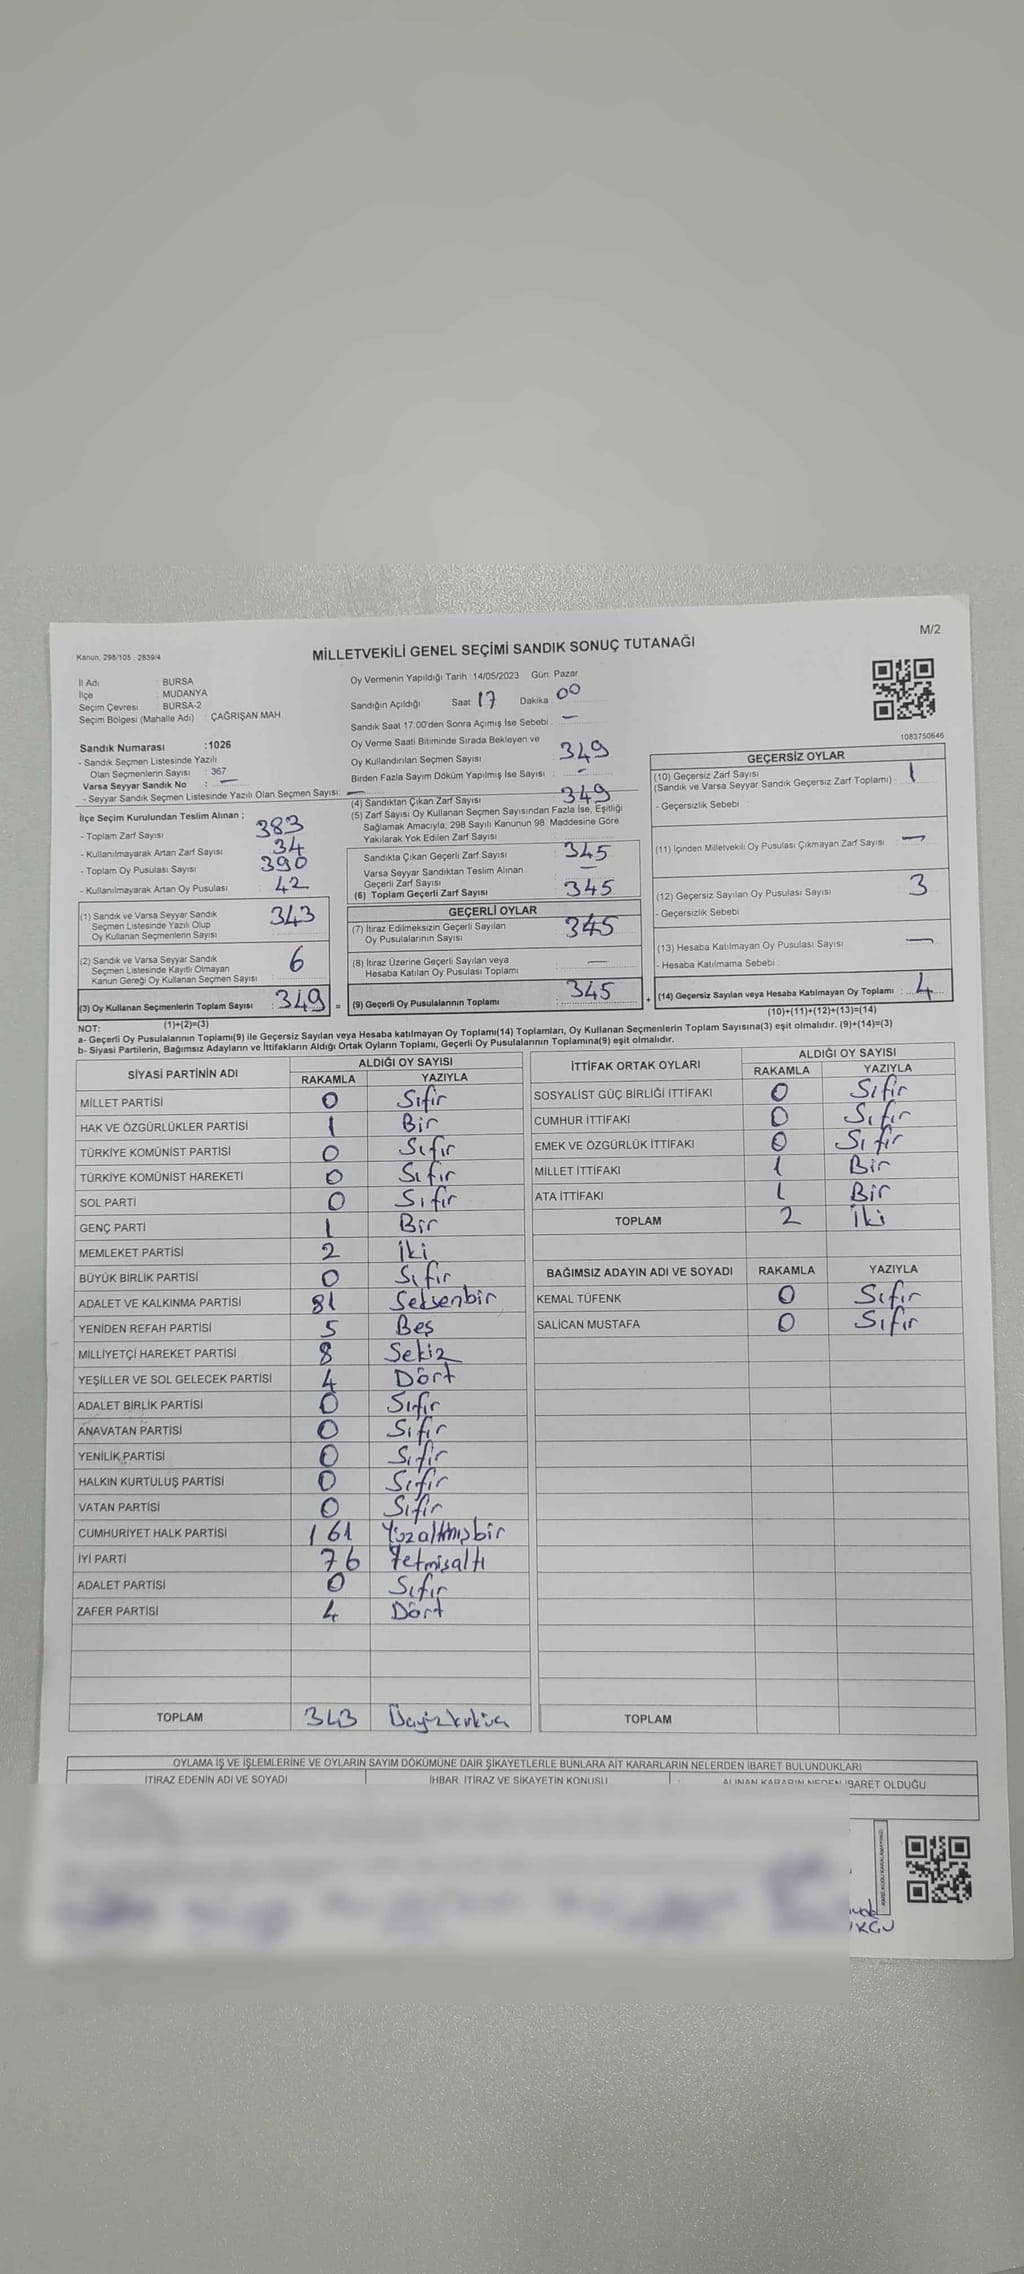 M/2
Kanun, 298/105 , 2839/4
MİLLETVEKİLİ GENEL SEÇİMİ SANDIK SONUÇ TUTANAĞI
İl Adı : BURSA
İlçe : MUDANYA
Seçim Çevresi : BURSA-2
Seçim Bölgesi (Mahalle Adı) : ÇAĞRIŞAN MAH.
Sandık Numarası :1026
- Sandık Seçmen Listesinde Yazılı
Olan Seçmenlerin Sayısı : 367
Varsa Seyyar Sandık No : —
- Seyyar Sandık Seçmen Listesinde Yazılı Olan Seçmen Sayısı: —
İlçe Seçim Kurulundan Teslim Alınan ;
- Toplam Zarf Sayısı : 383
- Kullanılmayarak Artan Zarf Sayısı : 34
- Toplam Oy Pusulası Sayısı : 390
- Kullanılmayarak Artan Oy Pusulası : 42
(1) Sandık ve Varsa Seyyar Sandık
Seçmen Listesinde Yazılı Olup
Oy Kullanan Seçmenlerin Sayısı : 343
(2) Sandık ve Varsa Seyyar Sandık
Seçmen Listesinde Kayıtlı Olmayan
Kanun Gereği Oy Kullanan Seçmen Sayısı : 6
(3) Oy Kullanan Seçmenlerin Toplam Sayısı : 349 =
(1)+(2)=(3)
Oy Vermenin Yapıldığı Tarih :14/05/2023 Gün: Pazar
Sandığın Açıldığı Saat: 17 Dakika 00
Sandık Saat 17:00'den Sonra Açımış İse Sebebi : —
Oy Verme Saati Bitiminde Sırada Bekleyen ve
Oy Kullandırılan Seçmen Sayısı : 349
Birden Fazla Sayım Döküm Yapılmış İse Sayısı : -
(4) Sandıktan Çıkan Zarf Sayısı : 349
(5) Zarf Sayısı Oy Kullanan Seçmen Sayısından Fazla İse, Eşitliği
Sağlamak Amacıyla; 298 Sayılı Kanunun 98. Maddesine Göre
Yakılarak Yok Edilen Zarf Sayısı :
Sandıkta Çıkan Geçerli Zarf Sayısı : 345
Varsa Seyyar Sandıktan Teslim Alınan
Geçerli Zarf Sayısı : —
(6) Toplam Geçerli Zarf Sayısı : 345
GEÇERLİ OYLAR
(7) İtiraz Edilmeksizin Geçerli Sayılan
Oy Pusulalarının Sayısı : 345
(8) İtiraz Üzerine Geçerli Sayılan veya
Hesaba Katılan Oy Pusulası Toplamı : —
(9) Geçerli Oy Pusulalarının Toplamı : 345 +
1083750646
GEÇERSİZ OYLAR
(10) Geçersiz Zarf Sayısı
(Sandık ve Varsa Seyyar Sandık Geçersiz Zarf Toplamı) : 1
- Geçersizlik Sebebi :
(11) İçinden Milletvekili Oy Pusulası Çıkmayan Zarf Sayısı : —
(12) Geçersiz Sayılan Oy Pusulası Sayısı : 3
- Geçersizlik Sebebi :
(13) Hesaba Katılmayan Oy Pusulası Sayısı : —
- Hesaba Katılmama Sebebi :
(14) Geçersiz Sayılan veya Hesaba Katılmayan Oy Toplamı : 4
(10)+(11)+(12)+(13)=(14)
NOT:
a- Geçerli Oy Pusulalarının Toplamı(9) ile Geçersiz Sayılan veya Hesaba katılmayan Oy Toplamı(14) Toplamları, Oy Kullanan Seçmenlerin Toplam Sayısına(3) eşit olmalıdır. (9)+(14)=(3)
b- Siyasi Partilerin, Bağımsız Adayların ve İttifakların Aldığı Ortak Oyların Toplamı, Geçerli Oy Pusulalarının Toplamına(9) eşit olmalıdır.
SİYASİ PARTİNİN ADI ALDIĞI OY SAYISI
RAKAMLA YAZIYLA
MİLLET PARTİSİ 0 Sıfır
HAK VE ÖZGÜRLÜKLER PARTİSİ 1 Bir
TÜRKİYE KOMÜNİST PARTİSİ 0 Sıfır
TÜRKİYE KOMÜNİST HAREKETİ 0 Sıfır
SOL PARTİ 0 Sıfır
GENÇ PARTİ 1 Bir
MEMLEKET PARTİSİ 2 İki
BÜYÜK BİRLİK PARTİSİ 0 Sıfır
ADALET VE KALKINMA PARTİSİ 81 Seksenbir
YENİDEN REFAH PARTİSİ 5 Beş
MİLLİYETÇİ HAREKET PARTİSİ 8 Sekiz
YEŞİLLER VE SOL GELECEK PARTİSİ 4 Dört
ADALET BİRLİK PARTİSİ 0 Sıfır
ANAVATAN PARTİSİ 0 Sıfır
YENİLİK PARTİSİ 0 Sıfır
HALKIN KURTULUŞ PARTİSİ 0 Sıfır
VATAN PARTİSİ 0 Sıfır
CUMHURİYET HALK PARTİSİ 161 Yüzaltmışbir
İYİ PARTİ 76 Yetmişaltı
ADALET PARTİSİ 0 Sıfır
ZAFER PARTİSİ 4 Dört
TOPLAM 343
İTTİFAK ORTAK OYLARI ALDIĞI OY SAYISI
RAKAMLA YAZIYLA
SOSYALİST GÜÇ BİRLİĞİ İTTİFAKI 0 Sıfır
CUMHUR İTTİFAKI 0 Sıfır
EMEK VE ÖZGÜRLÜK İTTİFAKI 0 Sıfır
MİLLET İTTİFAKI 1 Bir
ATA İTTİFAKI 1 Bir
TOPLAM 2 İki
BAĞIMSIZ ADAYIN ADI VE SOYADI RAKAMLA YAZIYLA
KEMAL TÜFENK 0 Sıfır
SALİCAN MUSTAFA 0 Sıfır
TOPLAM
OYLAMA İŞ VE İŞLEMLERİNE VE OYLARIN SAYIM DÖKÜMÜNE DAİR ŞİKAYETLERLE BUNLARA AİT KARARLARIN NELERDEN İBARET BULUNDUKLARI
İTİRAZ EDENİN ADI VE SOYADI İHBAR, İTİRAZ VE ŞİKAYETİN KONUSU ALINAN KARARIN NEDEN İBARET OLDUĞU